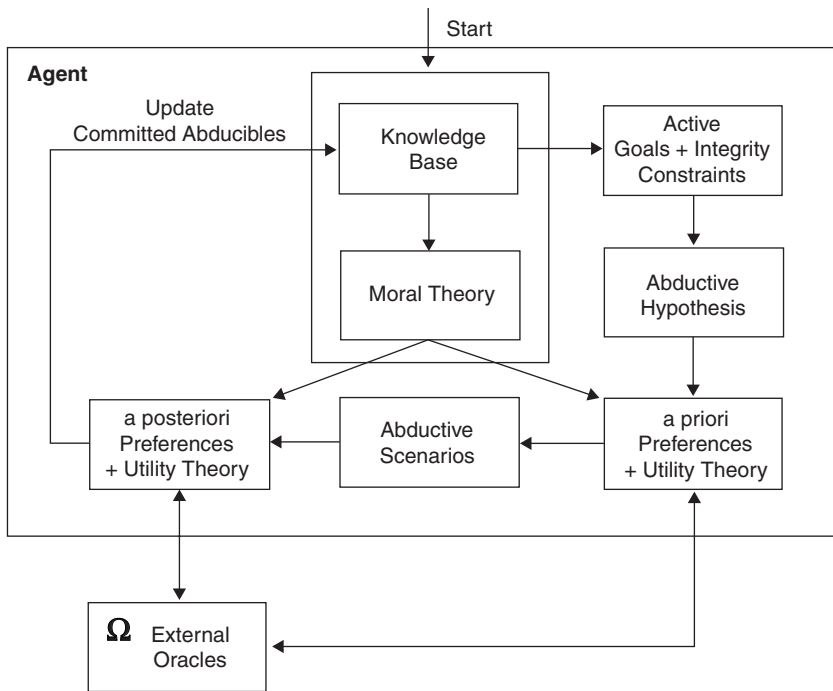 Start
Agent
Update
Committed Abducibles
Knowledge
Base
Active
Goals + Integrity
Constraints
Moral Theory
Abductive
Hypothesis
a posteriori
Preferences
+ Utility Theory
Abductive
Scenarios
a priori
Preferences
+ Utility Theory
Ω External
Oracles